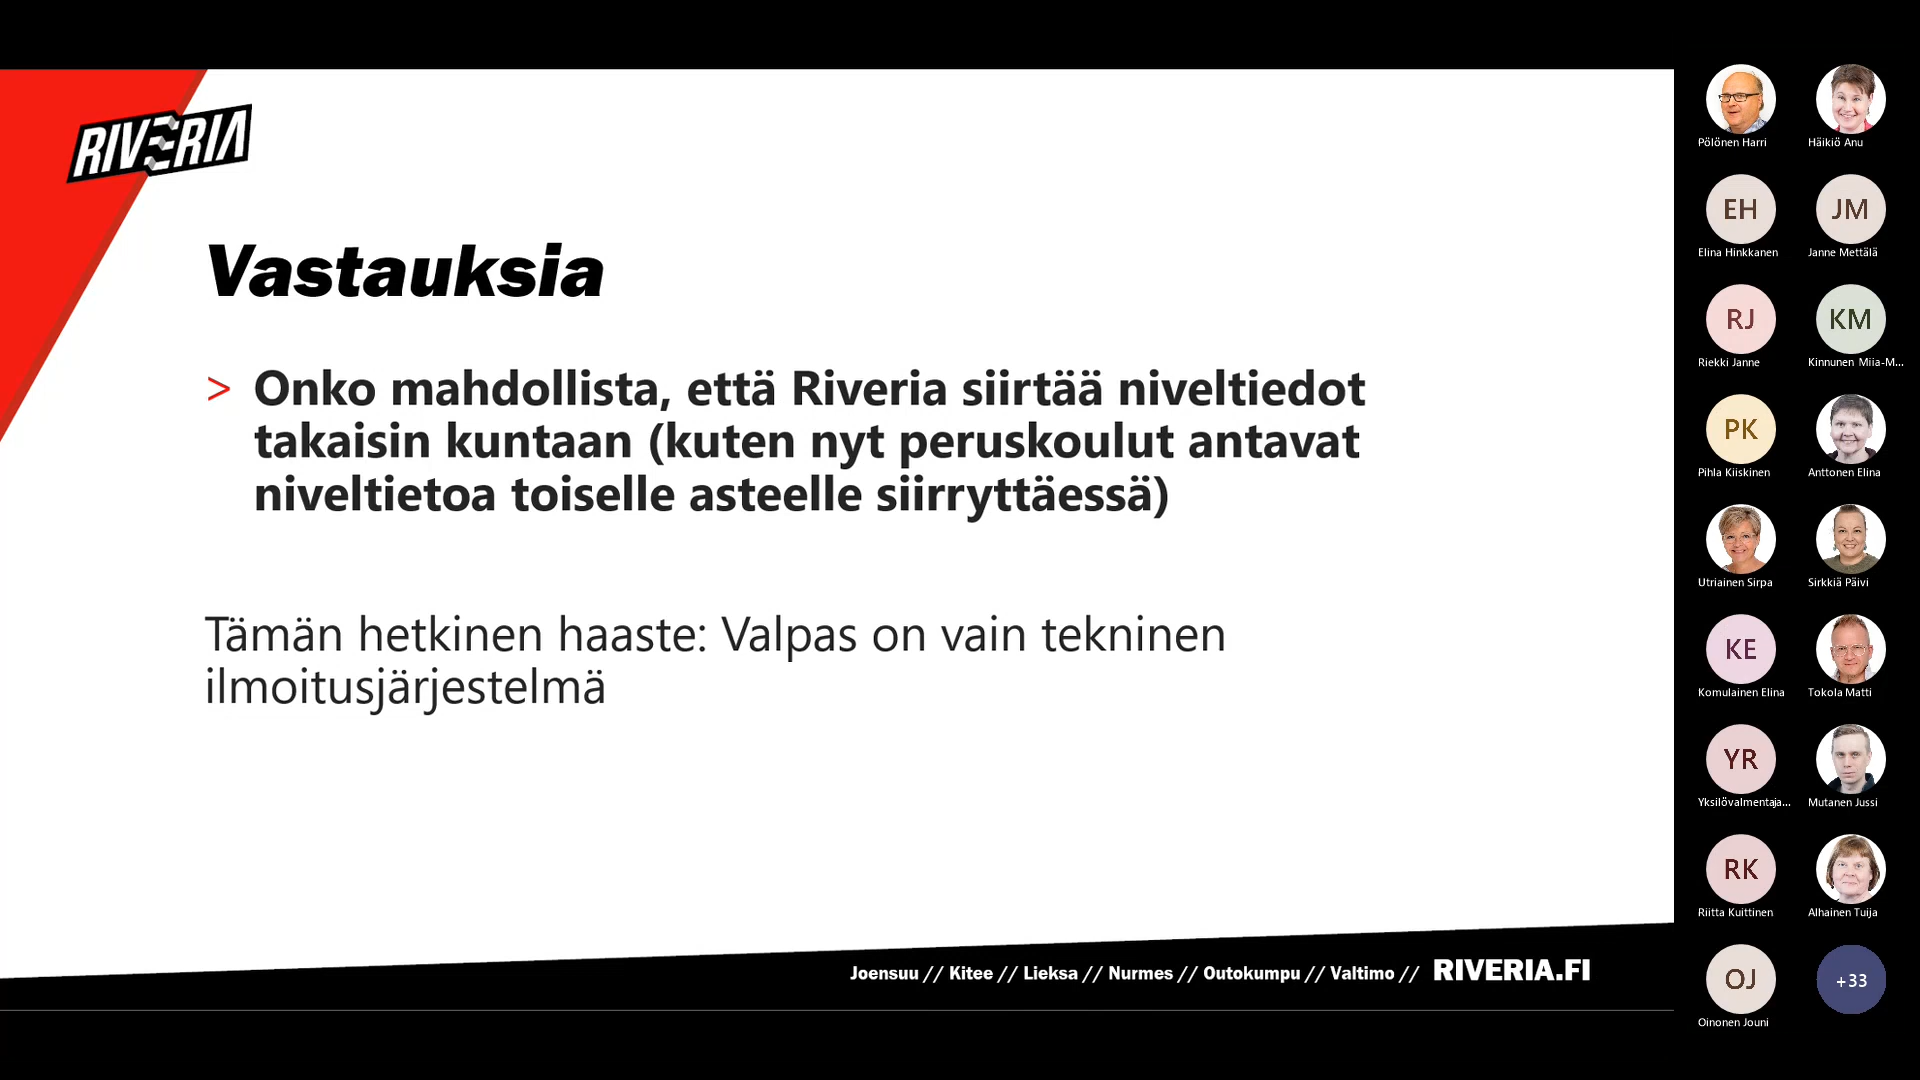 RIVERIA
Vastauksia
> Onko mahdollista, että Riveria siirtää niveltiedot
takaisin kuntaan (kuten nyt peruskoulut antavat
niveltietoa toiselle asteelle siirryttäessä)
Tämän hetkinen haaste: Valpas on vain tekninen
ilmoitusjärjestelmä
Joensuu // Kitee // Lieksa // Nurmes // Outokumpu // Valtimo // RIVERIA.FI
Pölönen Harri
Häikiö Anu
EH
Elina Hinkkanen
JM
Janne Mettälä
RJ
Riekki Janne
KM
Kinnunen Miia-M...
PK
Pihla Kiiskinen
Anttonen Elina
Utriainen Sirpa
Sirkkiä Päivi
KE
Komulainen Elina
Tokola Matti
YR
Yksilövalmentaja...
Mutanen Jussi
RK
Riitta Kuittinen
Alhainen Tuija
OJ
Oinonen Jouni
+33